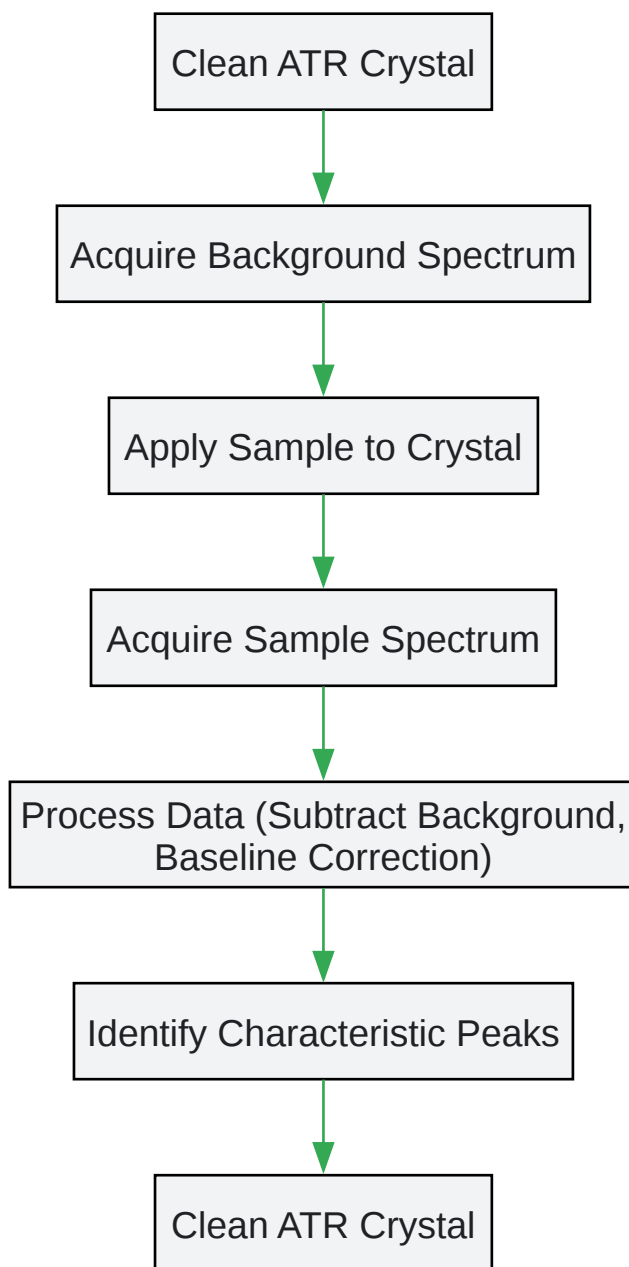 Clean ATR Crystal
Acquire Background Spectrum
Apply Sample to Crystal
Acquire Sample Spectrum
Process Data (Subtract Background,
Baseline Correction)
Identify Characteristic Peaks
Clean ATR Crystal